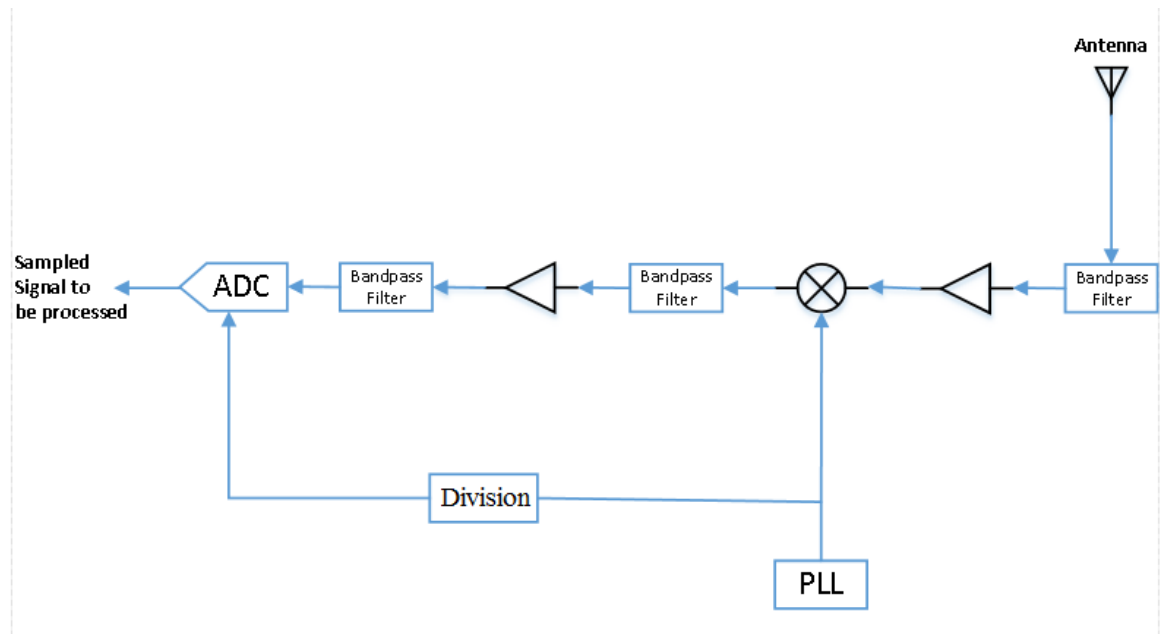 Antenna
Sampled
Signal to
be processed
ADC
Bandpass
Filter
Bandpass
Filter
Bandpass
Filter
Division
PLL